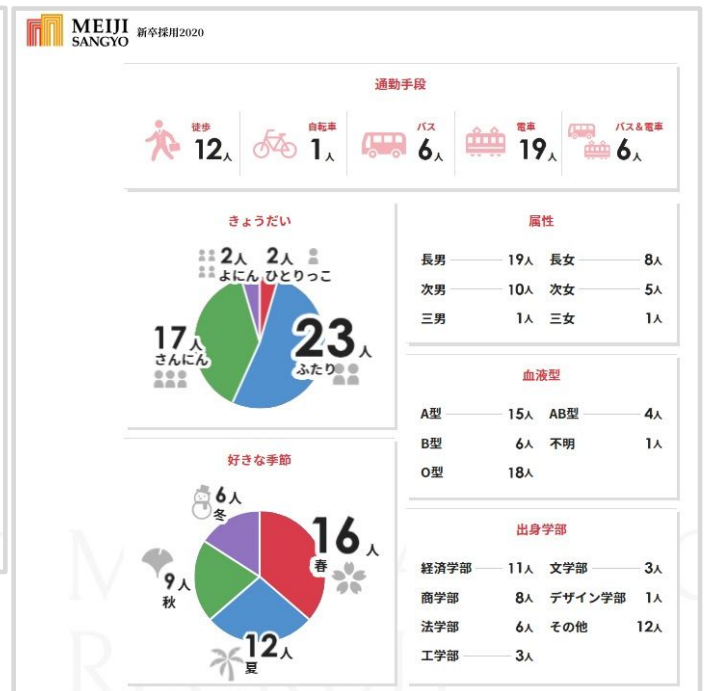 MEIJI
SANGYO
新卒採用2020
通勤手段
徒歩
12人
自転車
1人
バス
6人
電車
19人
バス&電車
6人
きょうだい
2人
よにん
2人
ひとりっこ
17人
さんにん
23人
ふたり
属性
長男 19人 長女 8人
次男 10人 次女 5人
三男 1人 三女 1人
血液型
A型 15人 AB型 4人
B型 6人 不明 1人
O型 18人
好きな季節
6人
冬
16人
春
9人
秋
12人
夏
出身学部
経済学部 11人 文学部 3人
商学部 8人 デザイン学部 1人
法学部 6人 その他 12人
工学部 3人